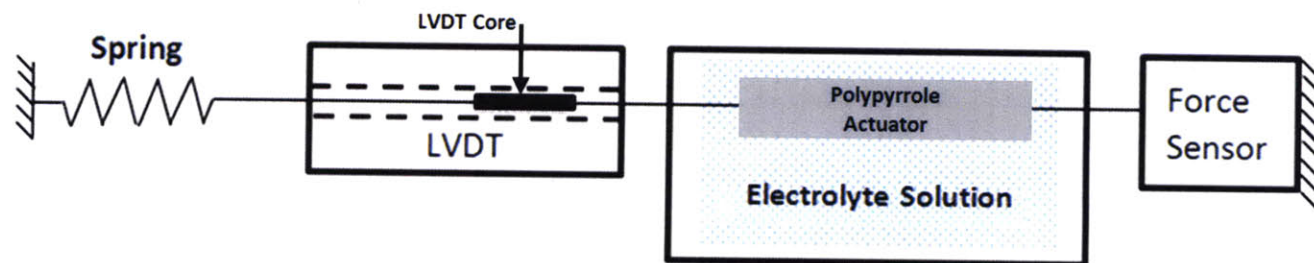 LVDT Core
Spring
LVDT
Polypyrrole
Actuator
Electrolyte Solution
Force
Sensor